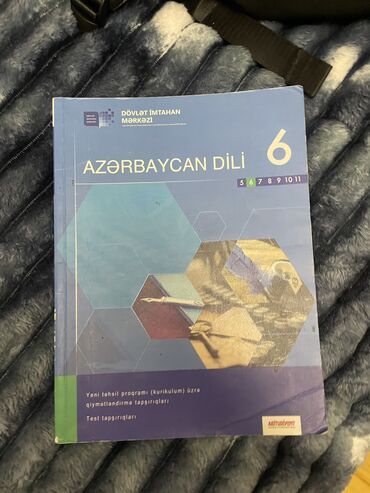 DÖVLƏT İMTAHAN
MƏRKƏZİ
AZƏRBAYCAN DİLİ 6
5 6 7 8 9 10 11
Yeni təhsil proqramı (kurikulum) üzrə
qiymətləndirmə tapşırıqları
Test tapşırıqları